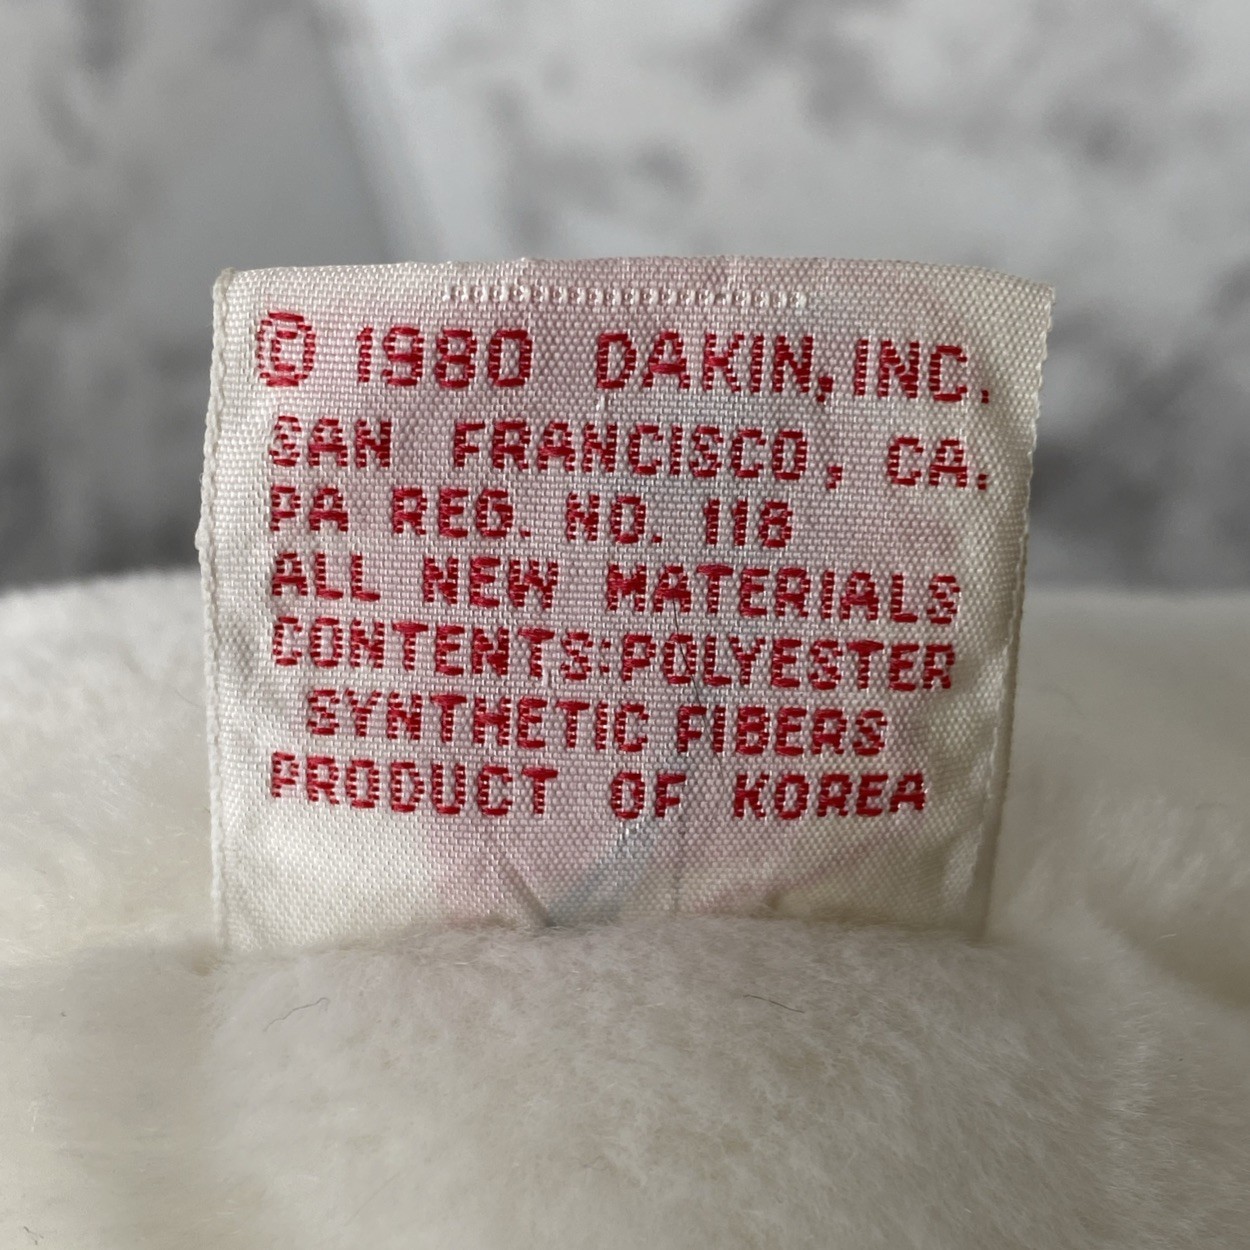 © 1980 DAKIN, INC.
SAN FRANCISCO, CA.
PA REG. NO. 118
ALL NEW MATERIALS
CONTENTS:POLYESTER
SYNTHETIC FIBERS
PRODUCT OF KOREA